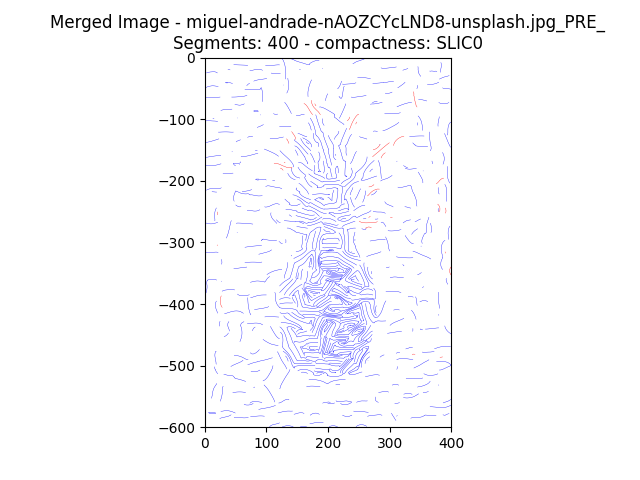 Merged Image - miguel-andrade-nAOZCYcLND8-unsplash.jpg_PRE_
Segments: 400 - compactness: SLIC0
0
−100
−200
−300
−400
−500
−600
0 100 200 300 400